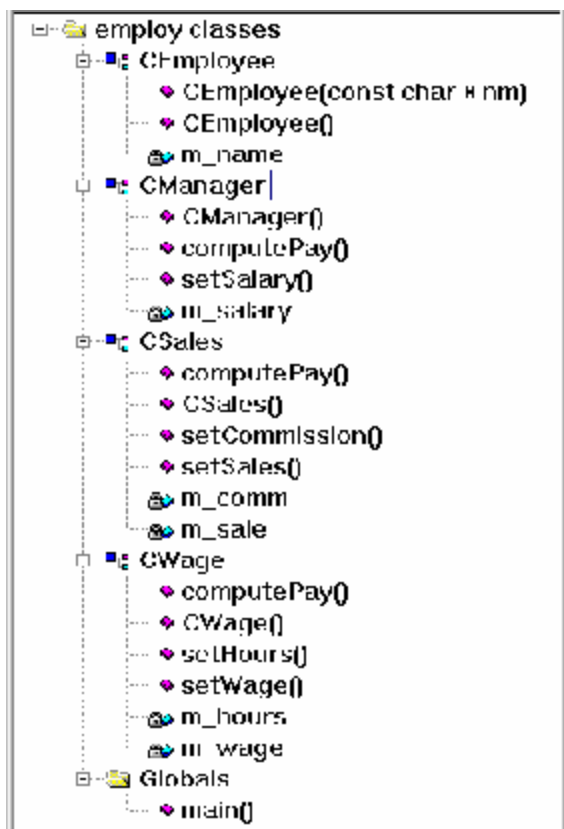 employ classes
CEmployee
CEmployee(const char * nm)
CEmployee()
m_name
CManager
CManager()
computePay()
setSalary()
m_salary
CSales
computePay()
CSales()
setCommission()
setSales()
m_comm
m_sale
CWage
computePay()
CWage()
setHours()
setWage()
m_hours
m_wage
Globals
main()